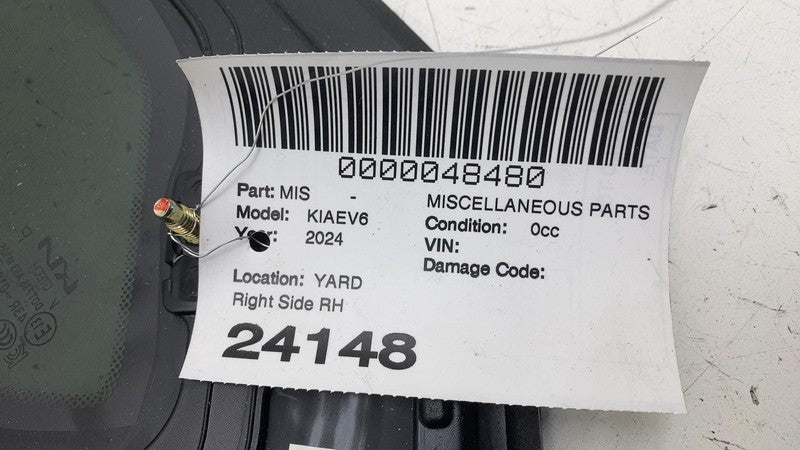 0000048480
Part: MIS -
MISCELLANEOUS PARTS
Model: KIAEV6
Condition: 0cc
Year: 2024
VIN:
Damage Code:
Location: YARD
Right Side RH
24148